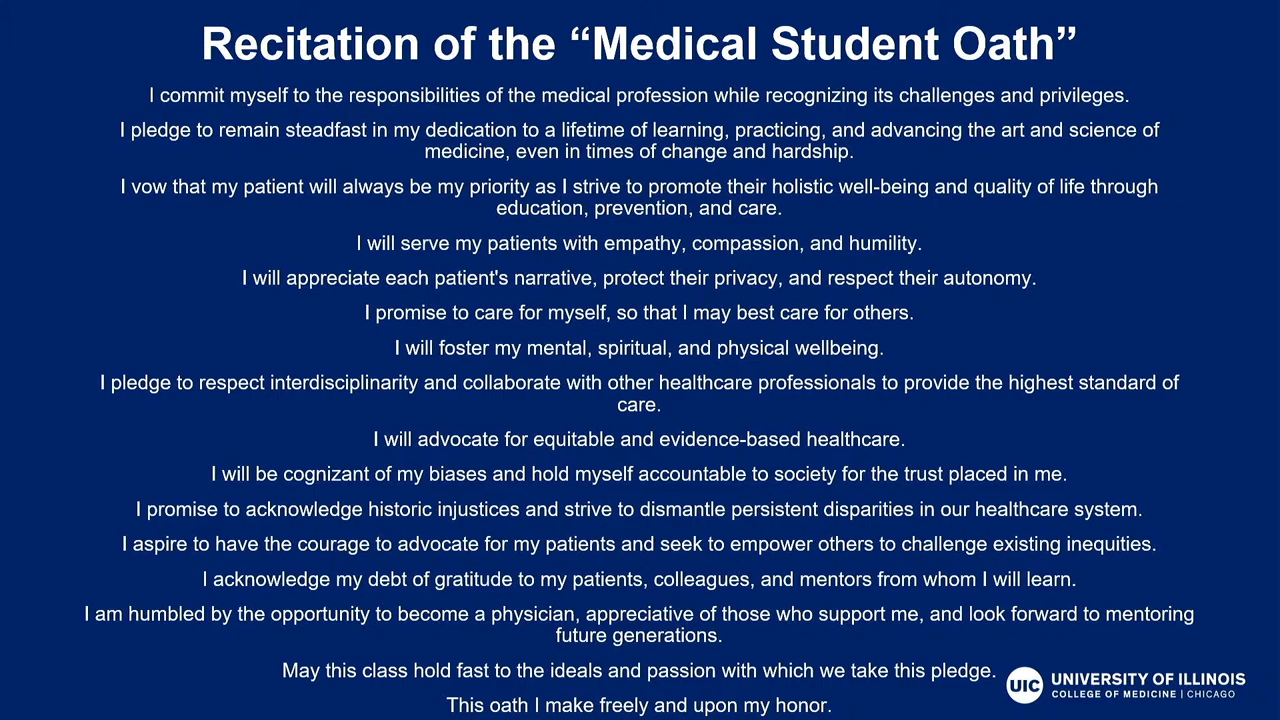 Recitation of the “Medical Student Oath”
I commit myself to the responsibilities of the medical profession while recognizing its challenges and privileges.
I pledge to remain steadfast in my dedication to a lifetime of learning, practicing, and advancing the art and science of
medicine, even in times of change and hardship.
I vow that my patient will always be my priority as I strive to promote their holistic well-being and quality of life through
education, prevention, and care.
I will serve my patients with empathy, compassion, and humility.
I will appreciate each patient's narrative, protect their privacy, and respect their autonomy.
I promise to care for myself, so that I may best care for others.
I will foster my mental, spiritual, and physical wellbeing.
I pledge to respect interdisciplinarity and collaborate with other healthcare professionals to provide the highest standard of
care.
I will advocate for equitable and evidence-based healthcare.
I will be cognizant of my biases and hold myself accountable to society for the trust placed in me.
I promise to acknowledge historic injustices and strive to dismantle persistent disparities in our healthcare system.
I aspire to have the courage to advocate for my patients and seek to empower others to challenge existing inequities.
I acknowledge my debt of gratitude to my patients, colleagues, and mentors from whom I will learn.
I am humbled by the opportunity to become a physician, appreciative of those who support me, and look forward to mentoring
future generations.
May this class hold fast to the ideals and passion with which we take this pledge.
This oath I make freely and upon my honor.
UIC
UNIVERSITY OF ILLINOIS
COLLEGE OF MEDICINE | CHICAGO